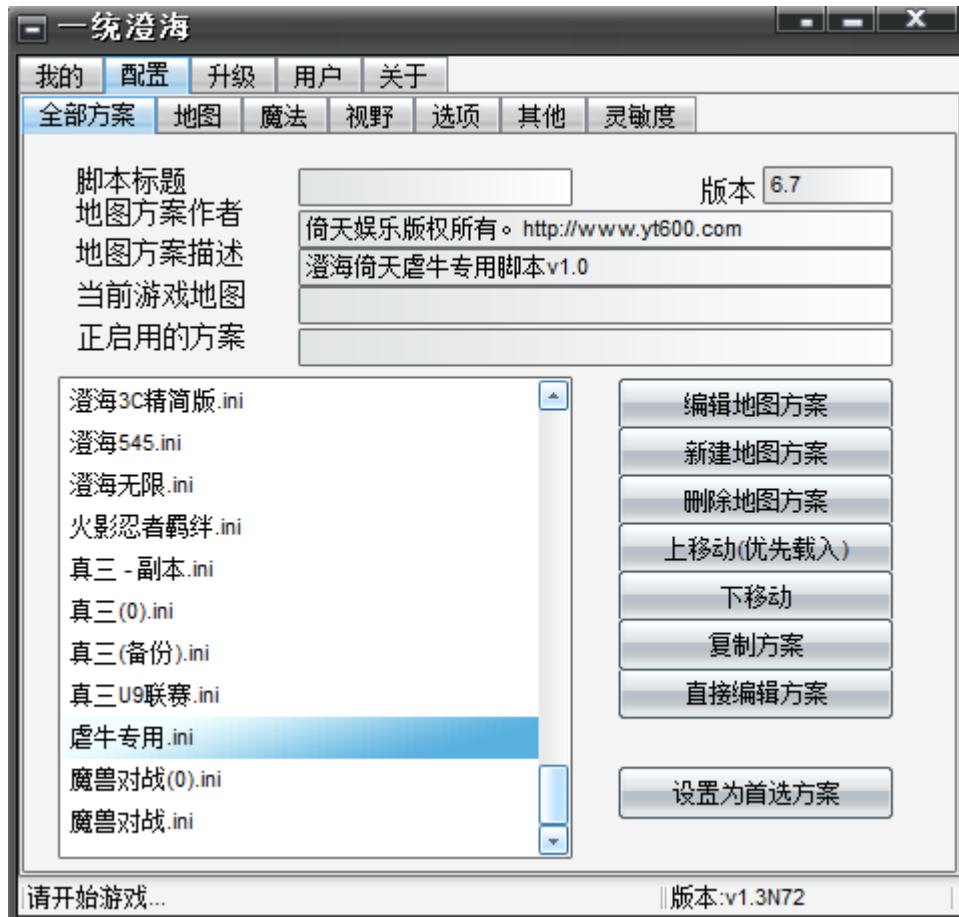 一统澄海
我的 配置 升级 用户 关于
全部方案 地图 魔法 视野 选项 其他 灵敏度
脚本标题 版本 6.7
地图方案作者 倚天娱乐版权所有。http://www.yt600.com
地图方案描述 澄海倚天虐牛专用脚本v1.0
当前游戏地图
正启用的方案
澄海3C精简版.ini
澄海545.ini
澄海无限.ini
火影忍者羁绊.ini
真三 - 副本.ini
真三(0).ini
真三(备份).ini
真三U9联赛.ini
虐牛专用.ini
魔兽对战(0).ini
魔兽对战.ini
编辑地图方案
新建地图方案
删除地图方案
上移动(优先载入)
下移动
复制方案
直接编辑方案
设置为首选方案
请开始游戏... 版本:v1.3N72